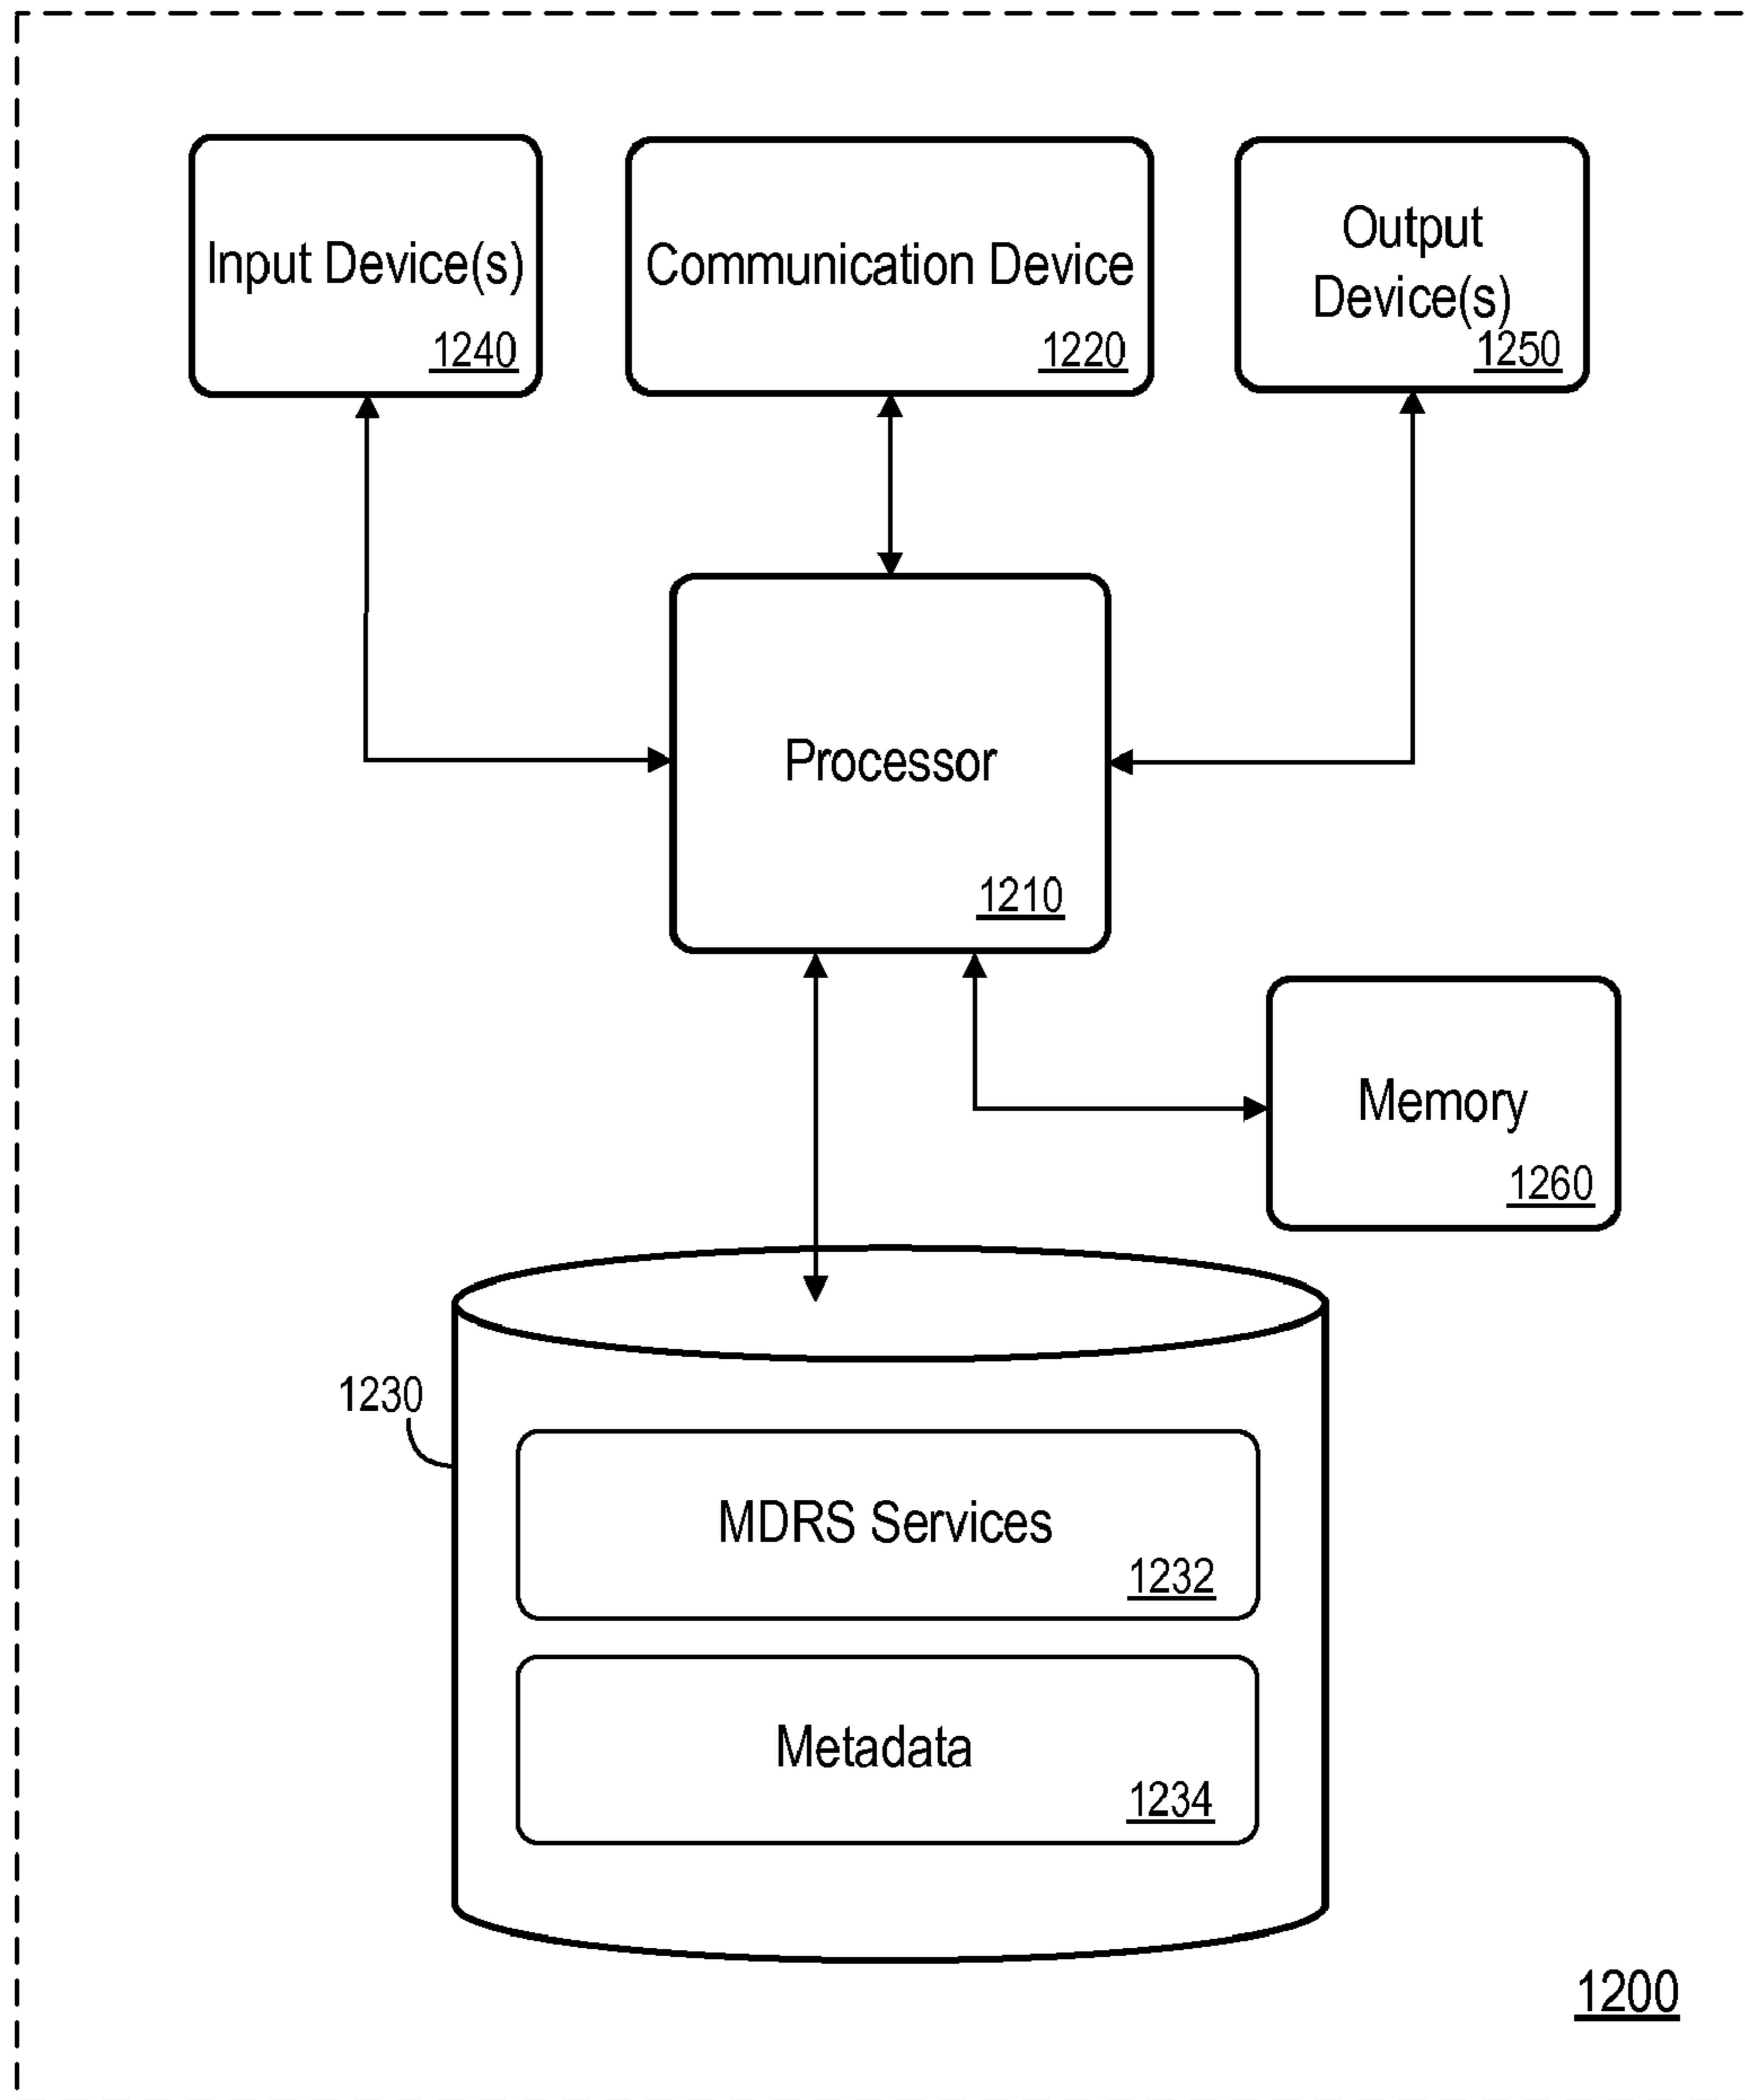 Input Device(s)
1240
Communication Device
1220
Output
Device(s)
1250
Processor
1210
Memory
1260
1230
MDRS Services
1232
Metadata
1234
1200